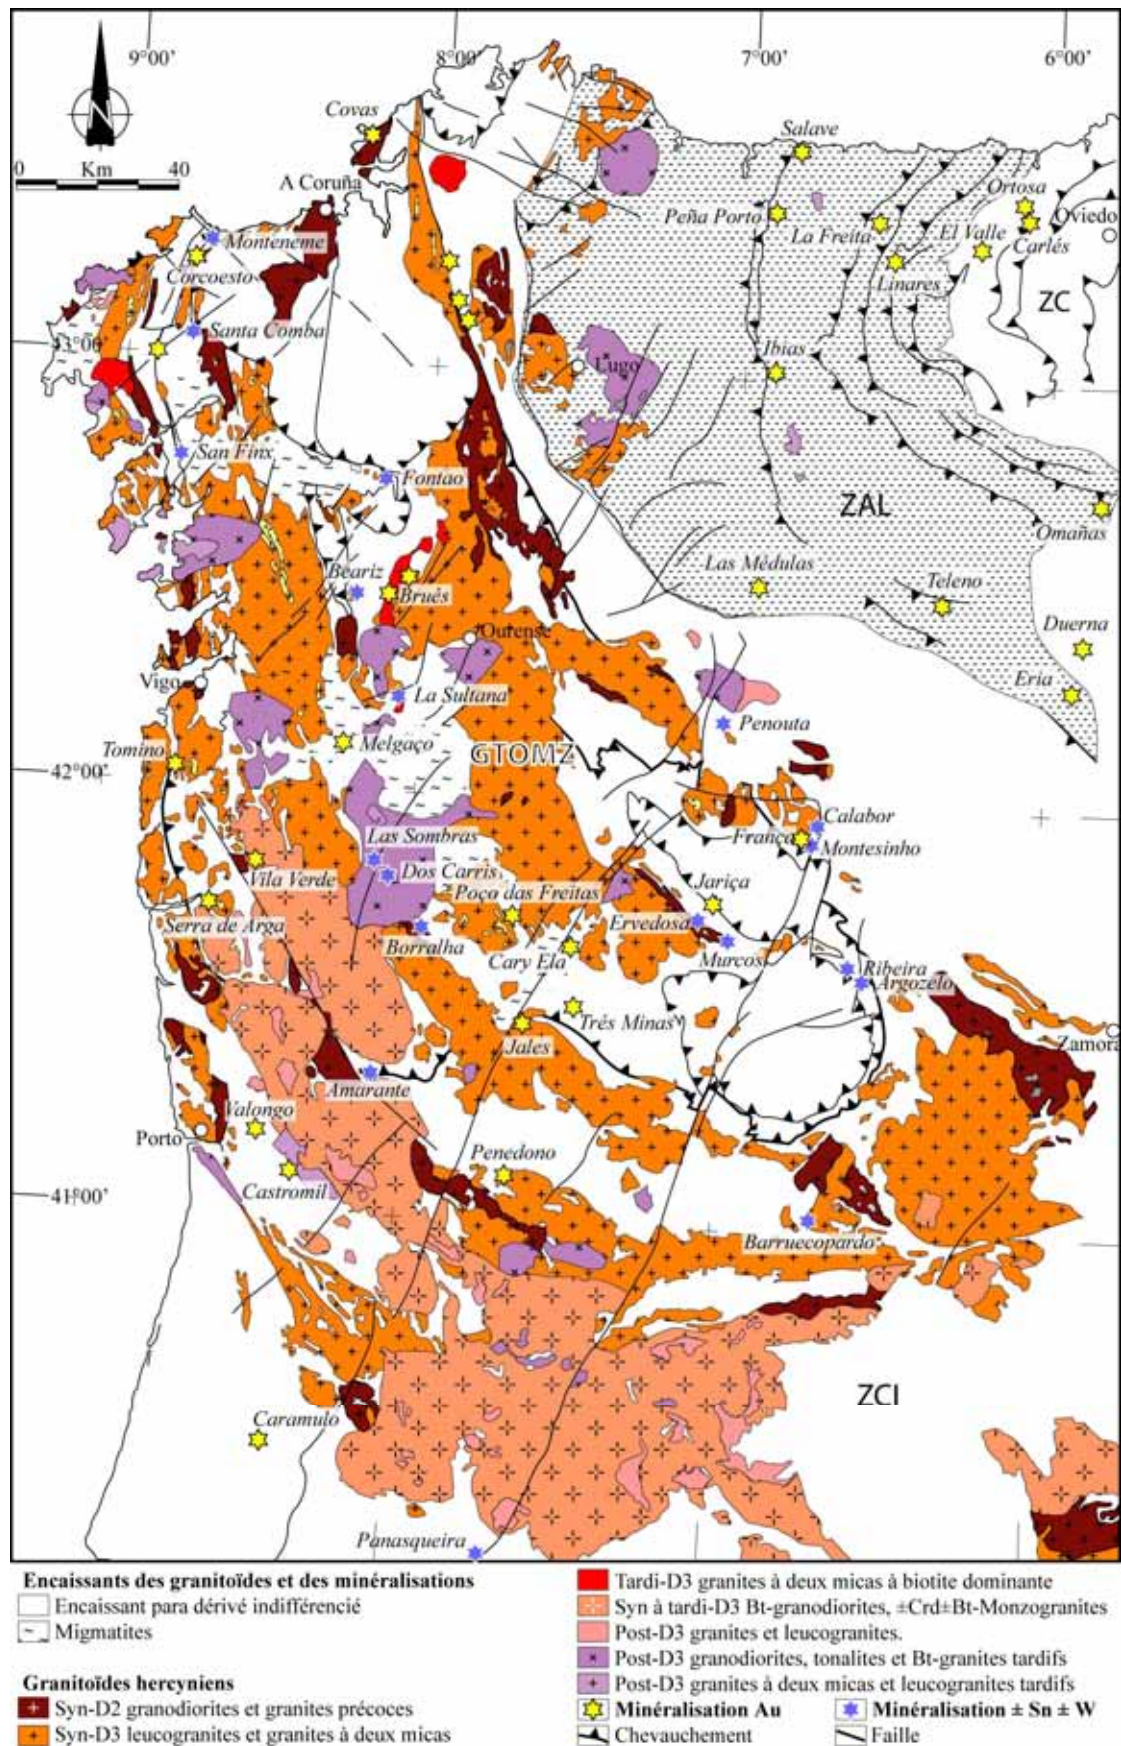 9°00’
8°00’
7°00’
6°00’
N
0 Km 40
Covas
Salave
A Coruña
Ortosa
Peña Porto
Oviedo
La Freita
El Valle
Carlés
Monteneme
Corcoesto
Linares
ZC
Santa Comba
43°00’
Ibias
Lugo
San Finx
Fontao
ZAL
Omañas
Las Médulas
Beariz
Teleno
Brués
Duerna
Ourense
Vigo
La Sultana
Eria
Penouta
Tomino
Melgaço
GTOMZ
42°00’
Calabor
França
Las Sombras
Montesinho
Vila Verde
Dos Carris
Jariça
Poço das Freitas
Serra de Arga
Ervedosa
Borralha
Cary Ela
Murcos
Ribeira
Argozelo
Três Minas
Jales
Zamora
Amarante
Valongo
Porto
Penedono
Castromil
41°00’
Barruecopardo
ZCI
Caramulo
Panasqueira
Encaissants des granitoïdes et des minéralisations
Encaissant para dérivé indifférencié
Migmatites
Granitoïdes hercyniens
Syn-D2 granodiorites et granites précoces
Syn-D3 leucogranites et granites à deux micas
Tardi-D3 granites à deux micas à biotite dominante
Syn à tardi-D3 Bt-granodiorites, ±Crd±Bt-Monzogranites
Post-D3 granites et leucogranites.
Post-D3 granodiorites, tonalites et Bt-granites tardifs
Post-D3 granites à deux micas et leucogranites tardifs
Minéralisation Au
Minéralisation ± Sn ± W
Chevauchement
Faille